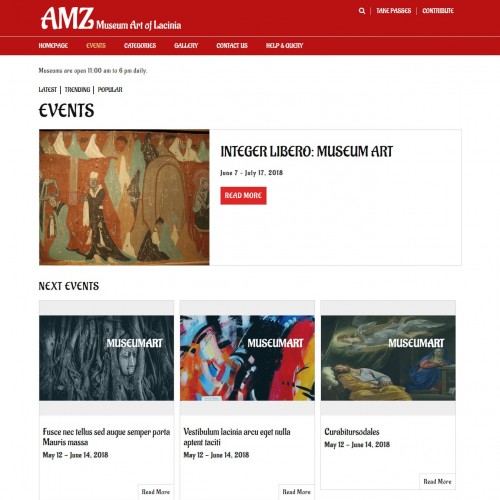 AMZ Museum Art of Lacinia
TAKE PASSES
CONTRIBUTE
HOMEPAGE
EVENTS
CATEGORIES
GALLERY
CONTACT US
HELP & QUERY
Museums are open 11:00 am to 6 pm daily.
LATEST
TRENDING
POPULAR
EVENTS
INTEGER LIBERO: MUSEUM ART
June 7 - July 17, 2018
READ MORE
NEXT EVENTS
MUSEUMART
Fusce nec tellus sed auque semper porta
Mauris massa
May 12 – June 14, 2018
Read More
MUSEUMART
Vestibulum lacinia arcu eget nulla
aptent taciti
May 12 – June 14, 2018
Read More
MUSEUMART
Curabitursodales
May 12 – June 14, 2018
Read More